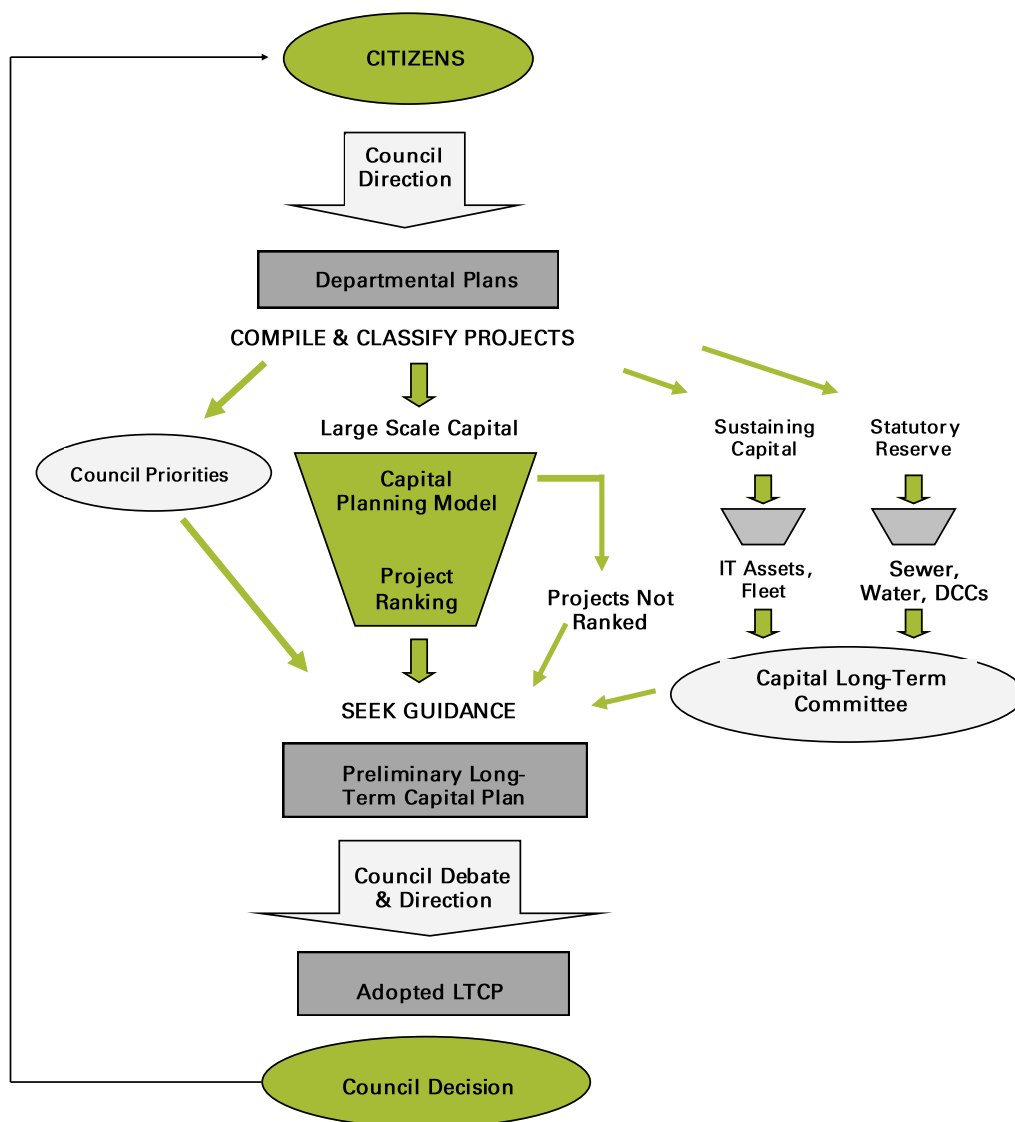 CITIZENS
Council
Direction
Departmental Plans
COMPILE & CLASSIFY PROJECTS
Large Scale Capital
Sustaining
Capital
Statutory
Reserve
Council Priorities
Capital
Planning Model
Project
Ranking
Projects Not
Ranked
IT Assets,
Fleet
Sewer,
Water, DCCs
Capital Long-Term
Committee
SEEK GUIDANCE
Preliminary Long-
Term Capital Plan
Council Debate
& Direction
Adopted LTCP
Council Decision